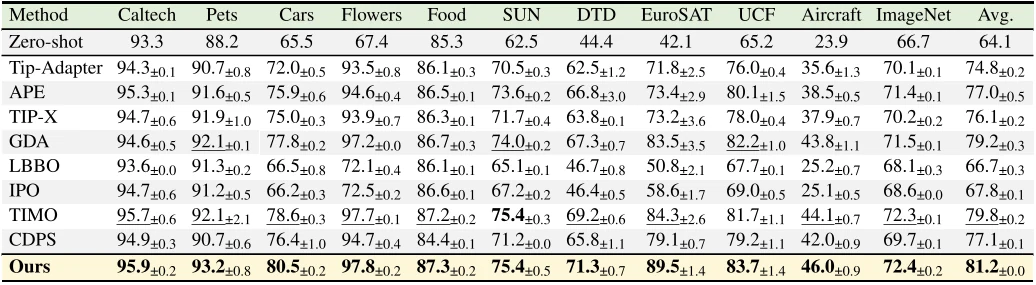 Method Caltech Pets Cars Flowers Food SUN DTD EuroSAT UCF Aircraft ImageNet Avg.
Zero-shot 93.3 88.2 65.5 67.4 85.3 62.5 44.4 42.1 65.2 23.9 66.7 64.1
Tip-Adapter 94.3±0.1 90.7±0.8 72.0±0.5 93.5±0.8 86.1±0.3 70.5±0.3 62.5±1.2 71.8±2.5 76.0±0.4 35.6±1.3 70.1±0.1 74.8±0.2
APE 95.3±0.1 91.6±0.5 75.9±0.6 94.6±0.4 86.5±0.1 73.6±0.2 66.8±3.0 73.4±2.9 80.1±1.5 38.5±0.5 71.4±0.1 77.0±0.5
TIP-X 94.7±0.6 91.9±1.0 75.0±0.3 93.9±0.7 86.3±0.1 71.7±0.4 63.8±0.1 73.2±3.6 78.0±0.4 37.9±0.7 70.2±0.2 76.1±0.2
GDA 94.6±0.5 92.1±0.1 77.8±0.2 97.2±0.0 86.7±0.3 74.0±0.2 67.3±0.7 83.5±3.5 82.2±1.0 43.8±1.1 71.5±0.1 79.2±0.3
LBBO 93.6±0.0 91.3±0.2 66.5±0.8 72.1±0.4 86.1±0.1 65.1±0.1 46.7±0.8 50.8±2.1 67.7±0.1 25.2±0.7 68.1±0.3 66.7±0.3
IPO 94.7±0.6 91.2±0.5 66.2±0.3 72.5±0.2 86.6±0.1 67.2±0.2 46.4±0.5 58.6±1.7 69.0±0.5 25.1±0.5 68.6±0.0 67.8±0.1
TIMO 95.7±0.6 92.1±2.1 78.6±0.3 97.7±0.1 87.2±0.2 75.4±0.3 69.2±0.6 84.3±2.6 81.7±1.1 44.1±0.7 72.3±0.1 79.8±0.2
CDPS 94.9±0.3 90.7±0.6 76.4±1.0 94.7±0.4 84.4±0.1 71.2±0.0 65.8±1.1 79.1±0.7 79.2±1.1 42.0±0.9 69.7±0.1 77.1±0.1
Ours 95.9±0.2 93.2±0.8 80.5±0.2 97.8±0.2 87.3±0.2 75.4±0.5 71.3±0.7 89.5±1.4 83.7±1.4 46.0±0.9 72.4±0.2 81.2±0.0